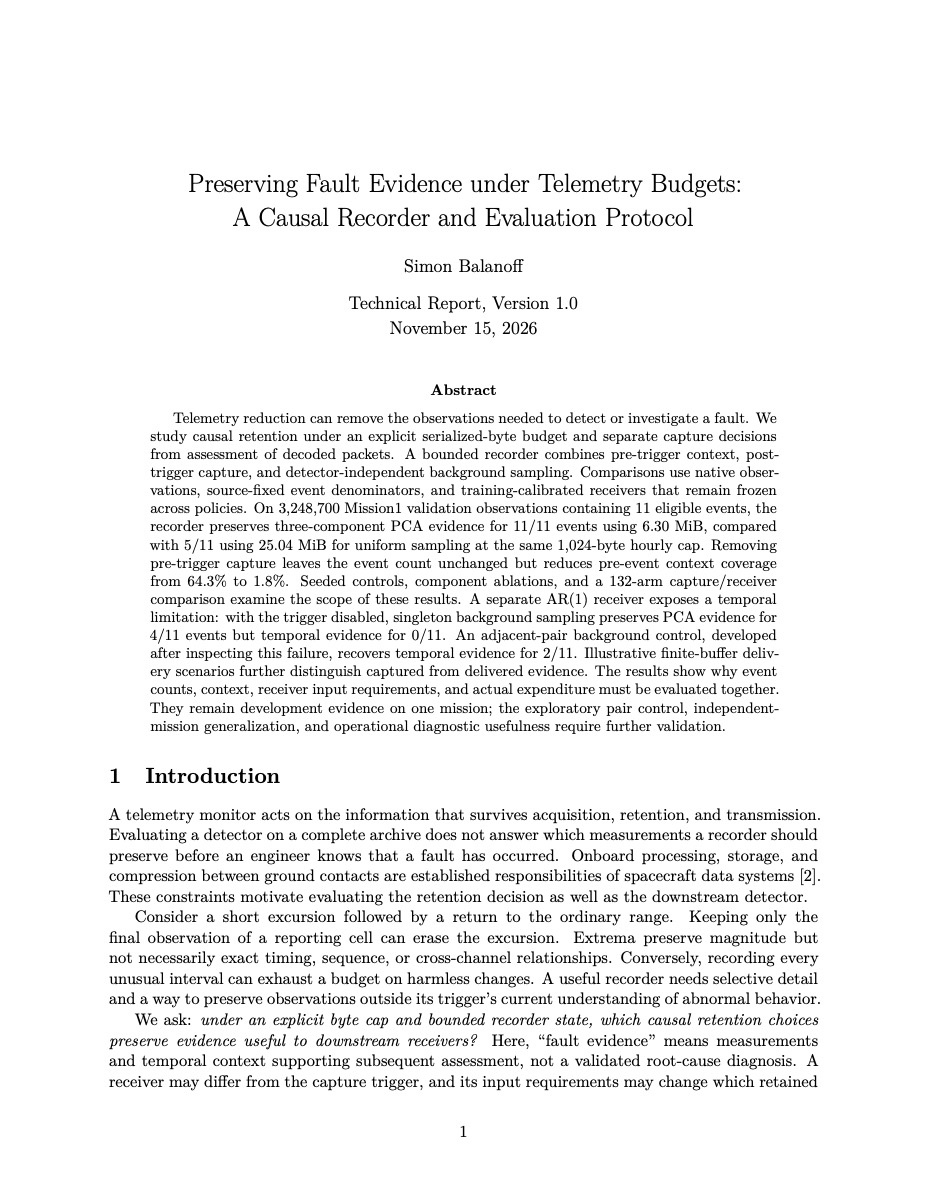 Preserving Fault Evidence under Telemetry Budgets:
A Causal Recorder and Evaluation Protocol
Simon Balanoff
Technical Report, Version 1.0
November 15, 2026
Abstract
Telemetry reduction can remove the observations needed to detect or investigate a fault. We
study causal retention under an explicit serialized-byte budget and separate capture decisions
from assessment of decoded packets. A bounded recorder combines pre-trigger context, post-
trigger capture, and detector-independent background sampling. Comparisons use native obser-
vations, source-fixed event denominators, and training-calibrated receivers that remain frozen
across policies. On 3,248,700 Mission1 validation observations containing 11 eligible events, the
recorder preserves three-component PCA evidence for 11/11 events using 6.30 MiB, compared
with 5/11 using 25.04 MiB for uniform sampling at the same 1,024-byte hourly cap. Removing
pre-trigger capture leaves the event count unchanged but reduces pre-event context coverage
from 64.3% to 1.8%. Seeded controls, component ablations, and a 132-arm capture/receiver
comparison examine the scope of these results. A separate AR(1) receiver exposes a temporal
limitation: with the trigger disabled, singleton background sampling preserves PCA evidence for
4/11 events but temporal evidence for 0/11. An adjacent-pair background control, developed
after inspecting this failure, recovers temporal evidence for 2/11. Illustrative finite-buffer deliv-
ery scenarios further distinguish captured from delivered evidence. The results show why event
counts, context, receiver input requirements, and actual expenditure must be evaluated together.
They remain development evidence on one mission; the exploratory pair control, independent-
mission generalization, and operational diagnostic usefulness require further validation.
1 Introduction
A telemetry monitor acts on the information that survives acquisition, retention, and transmission.
Evaluating a detector on a complete archive does not answer which measurements a recorder should
preserve before an engineer knows that a fault has occurred. Onboard processing, storage, and
compression between ground contacts are established responsibilities of spacecraft data systems [2].
These constraints motivate evaluating the retention decision as well as the downstream detector.
Consider a short excursion followed by a return to the ordinary range. Keeping only the
final observation of a reporting cell can erase the excursion. Extrema preserve magnitude but
not necessarily exact timing, sequence, or cross-channel relationships. Conversely, recording every
unusual interval can exhaust a budget on harmless changes. A useful recorder needs selective detail
and a way to preserve observations outside its trigger's current understanding of abnormal behavior.
We ask: under an explicit byte cap and bounded recorder state, which causal retention choices
preserve evidence useful to downstream receivers? Here, “fault evidence” means measurements
and temporal context supporting subsequent assessment, not a validated root-cause diagnosis. A
receiver may differ from the capture trigger, and its input requirements may change which retained
1